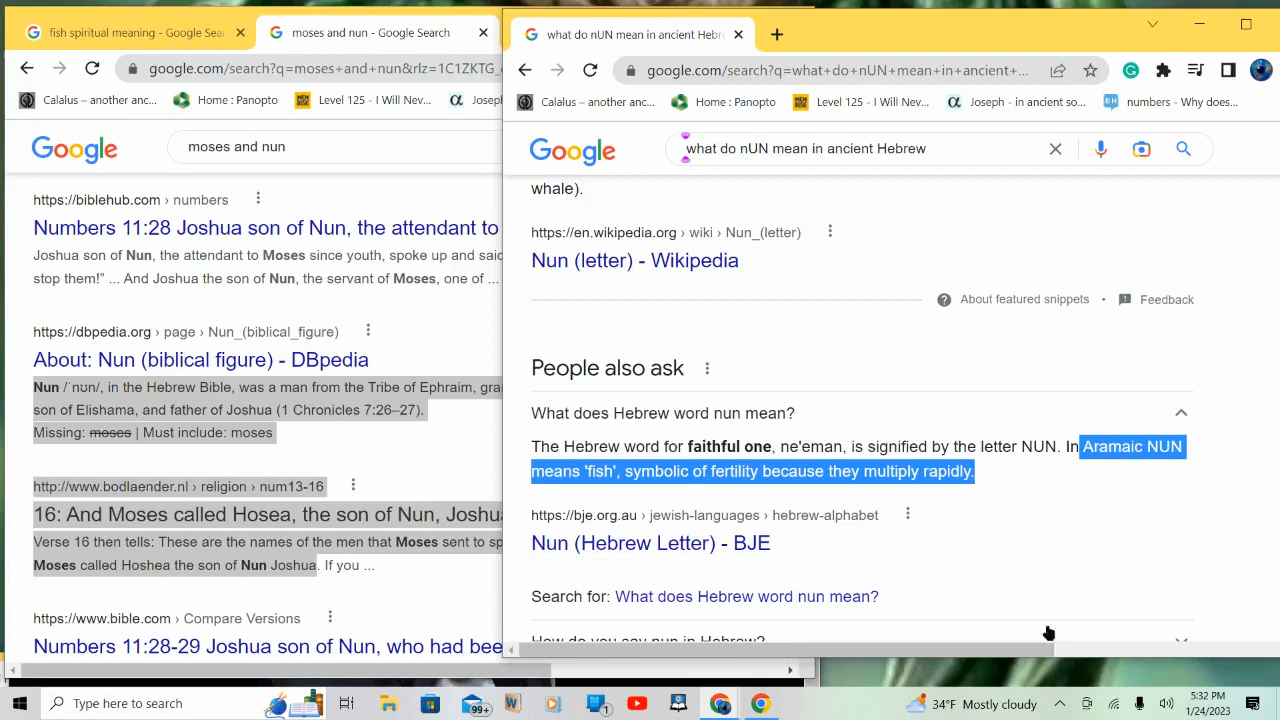 fish spiritual meaning - Google Sear
moses and nun - Google Search
google.com/search?q=moses+and+nun&rlz=1C1ZKTG_
Calalus – another anc...
Home : Panopto
Level 125 - I Will Nev...
Joseph
Google
moses and nun
https://biblehub.com › numbers
Numbers 11:28 Joshua son of Nun, the attendant to
Joshua son of Nun, the attendant to Moses since youth, spoke up and said
stop them!" ... And Joshua the son of Nun, the servant of Moses, one of ...
https://dbpedia.org › page › Nun_(biblical_figure)
About: Nun (biblical figure) - DBpedia
Nun /ˈnʊn/, in the Hebrew Bible, was a man from the Tribe of Ephraim, gra
son of Elishama, and father of Joshua (1 Chronicles 7:26–27).
Missing: moses | Must include: moses
http://www.bodlaender.nl › religion › num13-16
16: And Moses called Hosea, the son of Nun, Joshu
Verse 16 then tells: These are the names of the men that Moses sent to sp
Moses called Hoshea the son of Nun Joshua. If you ...
https://www.bible.com › Compare Versions
Numbers 11:28-29 Joshua son of Nun, who had bee
what do nUN mean in ancient Hebre
google.com/search?q=what+do+nUN+mean+in+ancient+...
Calalus – another anc...
Home : Panopto
Level 125 - I Will Nev...
Joseph - in ancient so...
BH
numbers - Why does...
Google
what do nUN mean in ancient Hebrew
whale).
https://en.wikipedia.org › wiki › Nun_(letter)
Nun (letter) - Wikipedia
About featured snippets • Feedback
People also ask
What does Hebrew word nun mean?
The Hebrew word for faithful one, ne'eman, is signified by the letter NUN. In Aramaic NUN
means 'fish', symbolic of fertility because they multiply rapidly.
https://bje.org.au › jewish-languages › hebrew-alphabet
Nun (Hebrew Letter) - BJE
Search for: What does Hebrew word nun mean?
How do you say nun in Hebrew?
Type here to search
99+
1
34°F Mostly cloudy
5:32 PM
1/24/2023